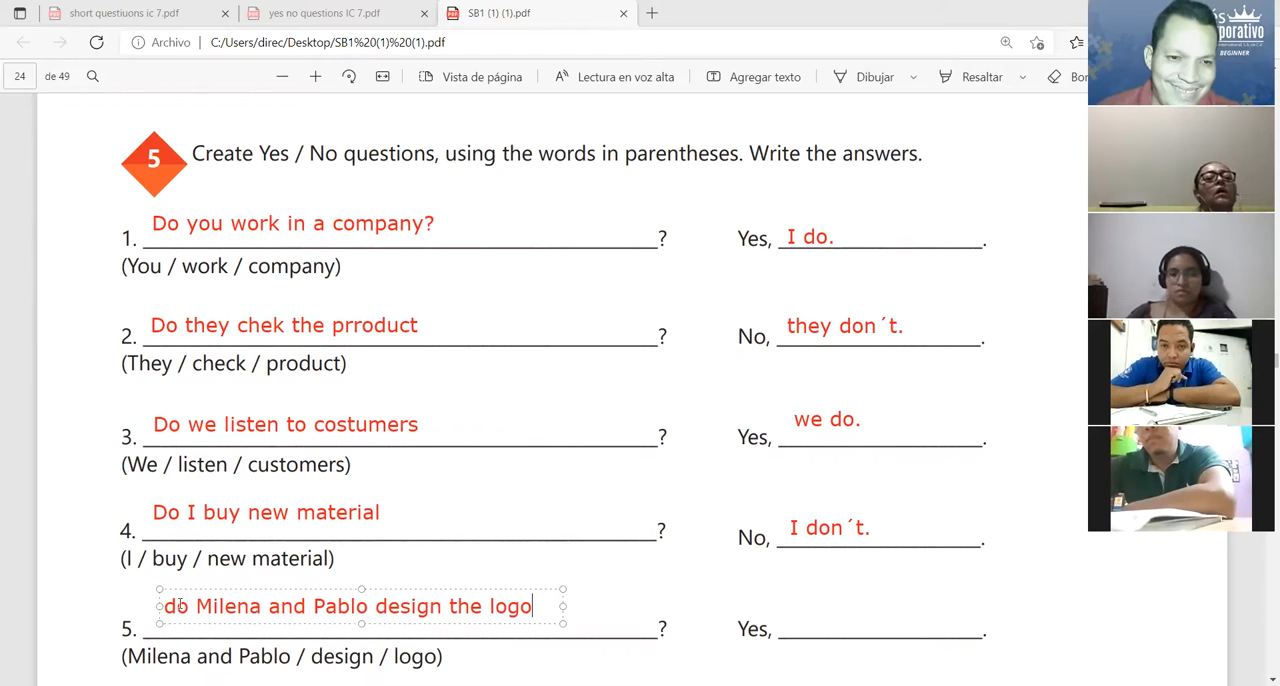 short questiuons ic 7.pdf
yes no questions IC 7.pdf
SB1 (1) (1).pdf
Archivo
C:/Users/direc/Desktop/SB1%20(1)%20(1).pdf
24
de 49
Vista de página
Lectura en voz alta
Agregar texto
Dibujar
Resaltar
Bor
BEGINNER
5 Create Yes / No questions, using the words in parentheses. Write the answers.
Do you work in a company?
1. ? Yes, I do. .
(You / work / company)
Do they chek the prroduct
2. ? No, they don´t. .
(They / check / product)
Do we listen to costumers
3. ? Yes, we do. .
(We / listen / customers)
Do I buy new material
4. ? No, I don´t. .
(I / buy / new material)
do Milena and Pablo design the logo
5. ? Yes, .
(Milena and Pablo / design / logo)